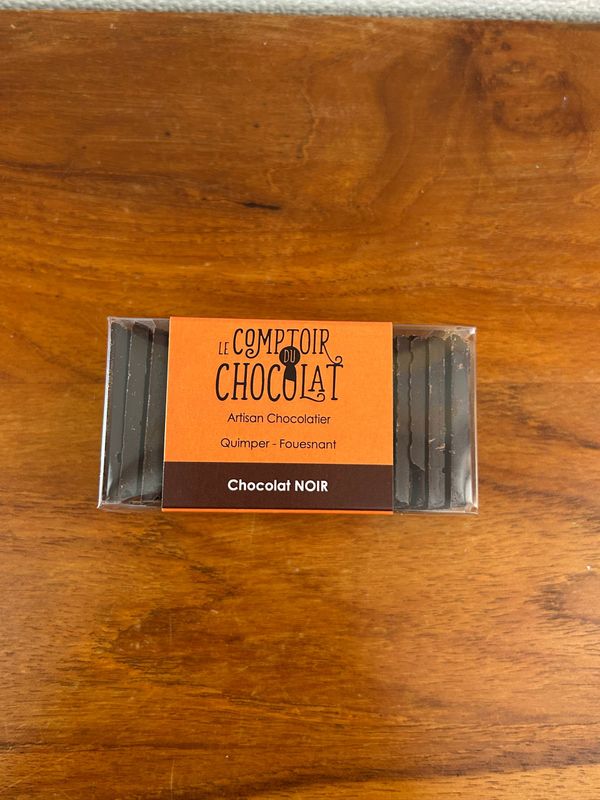 LE COMPTOIR
DU
CHOCOLAT
Artisan Chocolatier
Quimper - Fouesnant
Chocolat NOIR